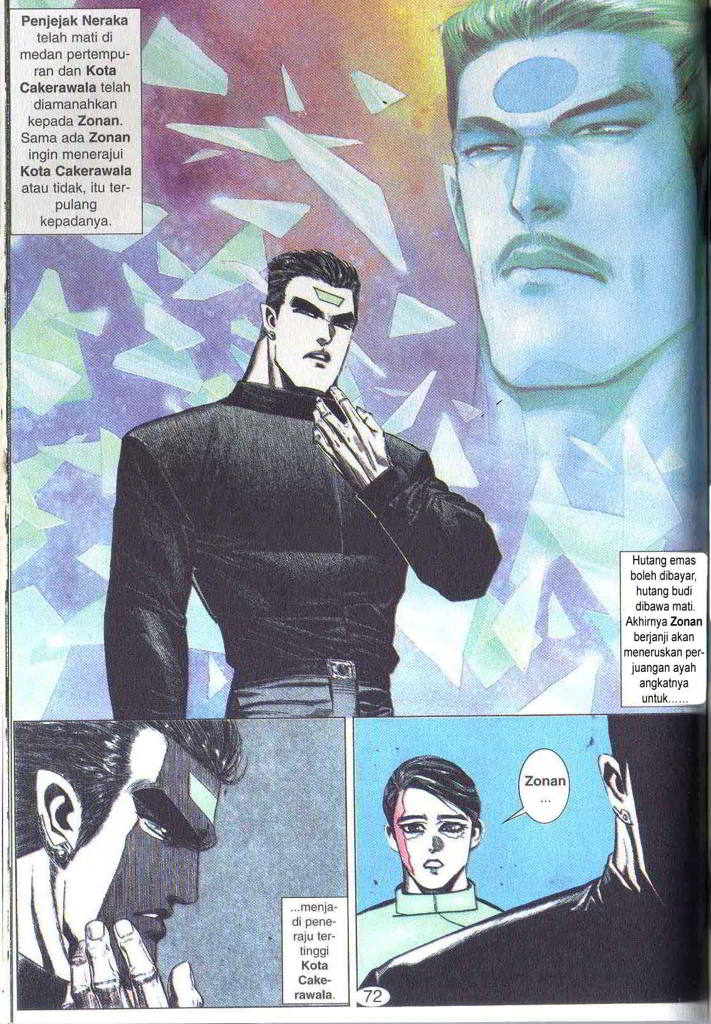 Penjejak Neraka
telah mati di
medan pertempu-
ran dan Kota
Cakerawala telah
diamanahkan
kepada Zonan.
Sama ada Zonan
ingin menerajui
Kota Cakerawala
atau tidak, itu ter-
pulang
kepadanya.
Hutang emas
boleh dibayar,
hutang budi
dibawa mati.
Akhirnya Zonan
berjanji akan
meneruskan per-
juangan ayah
angkatnya
untuk......
...menja-
di pene-
raju ter-
tinggi
Kota
Cake-
rawala.
Zonan
...
72